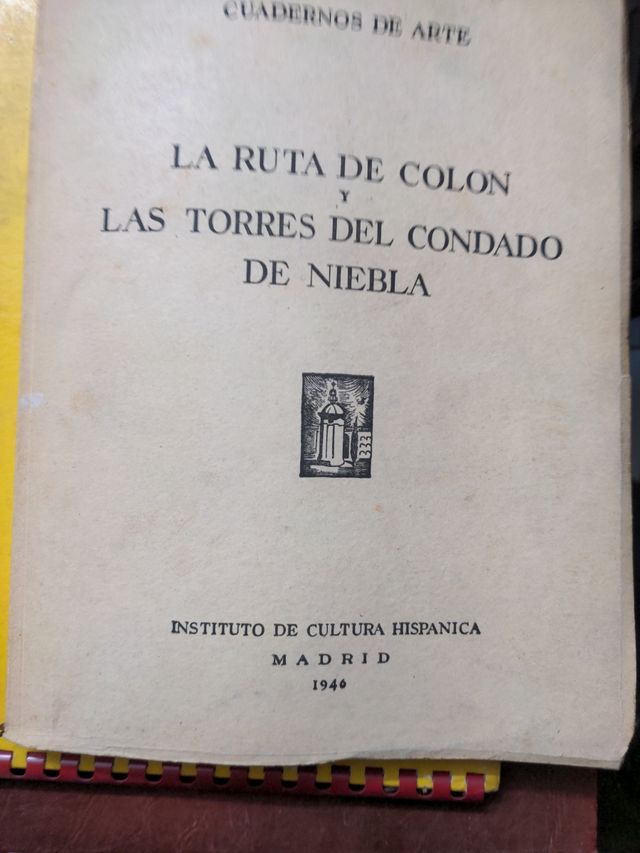 CUADERNOS DE ARTE
LA RUTA DE COLON
Y
LAS TORRES DEL CONDADO
DE NIEBLA
INSTITUTO DE CULTURA HISPANICA
MADRID
1946